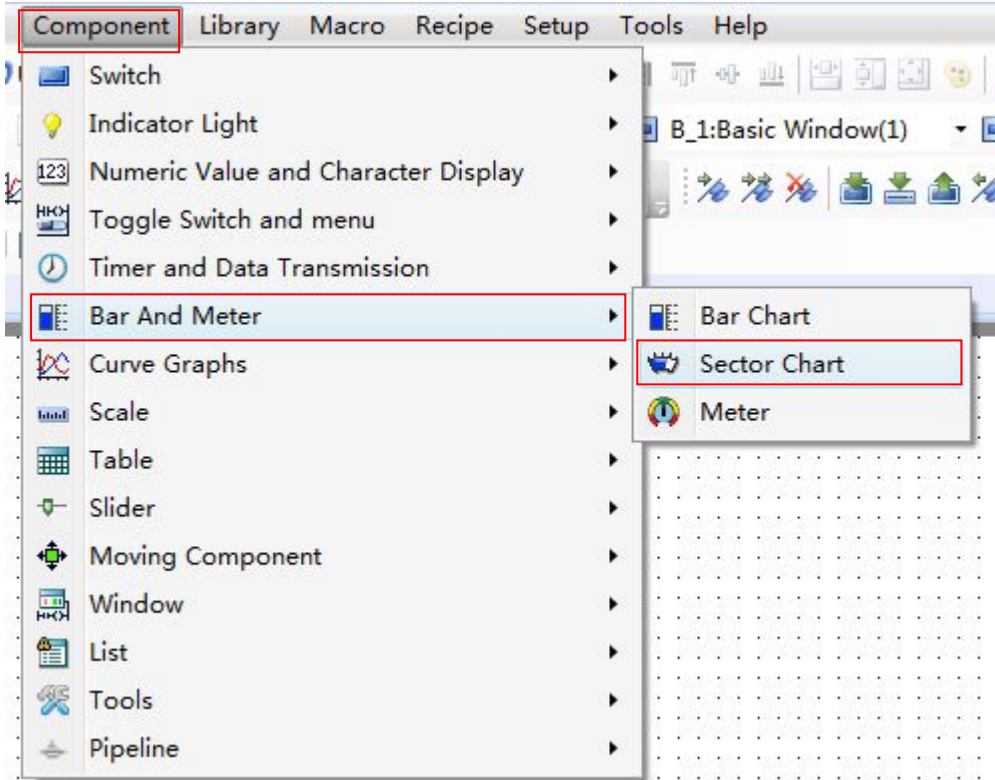 Component Library Macro Recipe Setup Tools Help
Switch
Indicator Light
B_1:Basic Window(1)
123 Numeric Value and Character Display
Toggle Switch and menu
Timer and Data Transmission
Bar And Meter
Bar Chart
Curve Graphs
Sector Chart
Scale
Meter
Table
Slider
Moving Component
Window
List
Tools
Pipeline